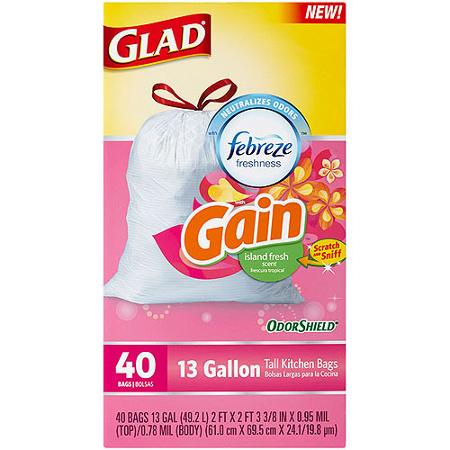 NEW!
GLAD®
NEUTRALIZES ODORS
with
febreze™
freshness
with
Gain
island fresh
scent
frescura tropical
Scratch
AND Sniff
ODORSHIELD®
40
BAGS | BOLSAS
13 Gallon
Tall Kitchen Bags
Bolsas Largas para la Cocina
40 BAGS 13 GAL (49.2 L) 2 FT X 2 FT 3 3/8 IN X 0.95 MIL
(TOP)/0.78 MIL (BODY) (61.0 cm X 69.5 cm X 24.1/19.8 µm)